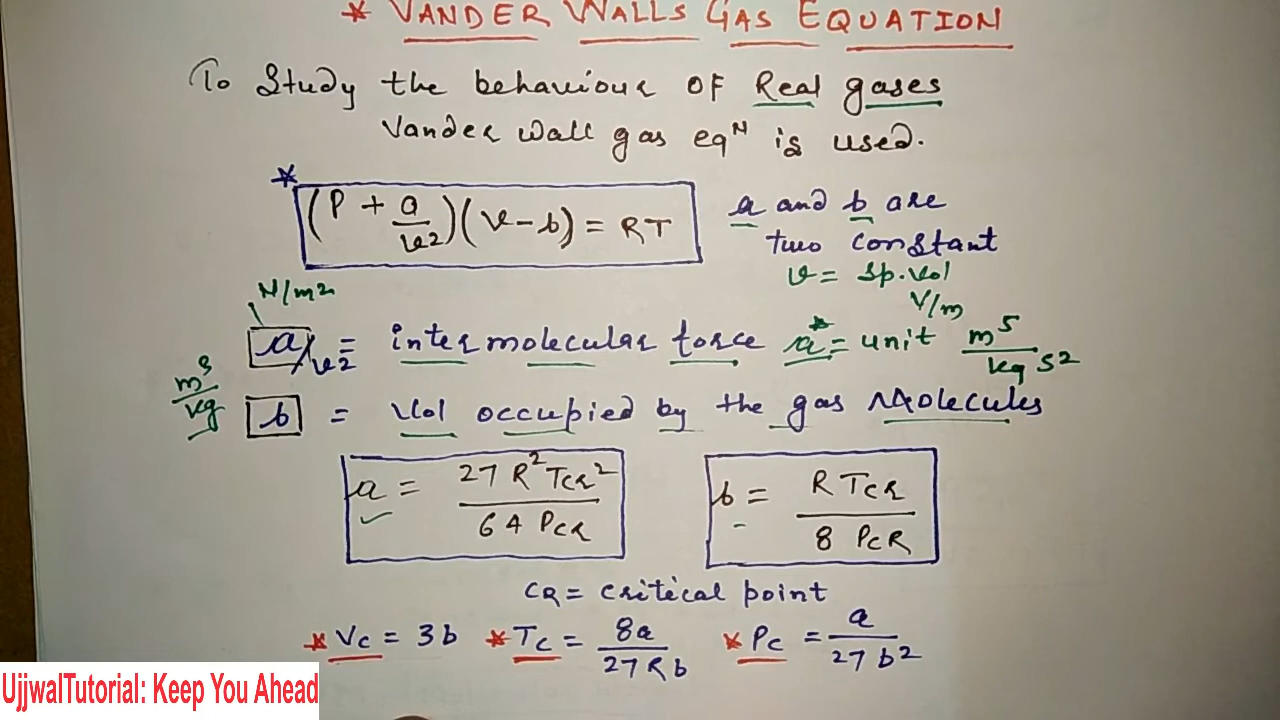 * VANDER WALLS GAS EQUATION
To Study the behaviour OF Real gases
Vander Wall gas eqᴺ is used.
* (P + a/v²)(v - b) = RT
a and b are
two constant
v = sp. vol
V/m
N/m²
a/v² = intermolecular force a* = unit m⁵/kg s²
m³/kg b = Vol occupied by the gas Molecules
a = 27 R² Tcr²/64 Pcr
b = R Tcr/8 Pcr
CR = critical point
* Vc = 3b * Tc = 8a/27Rb * Pc = a/27b²
UjjwalTutorial: Keep You Ahead